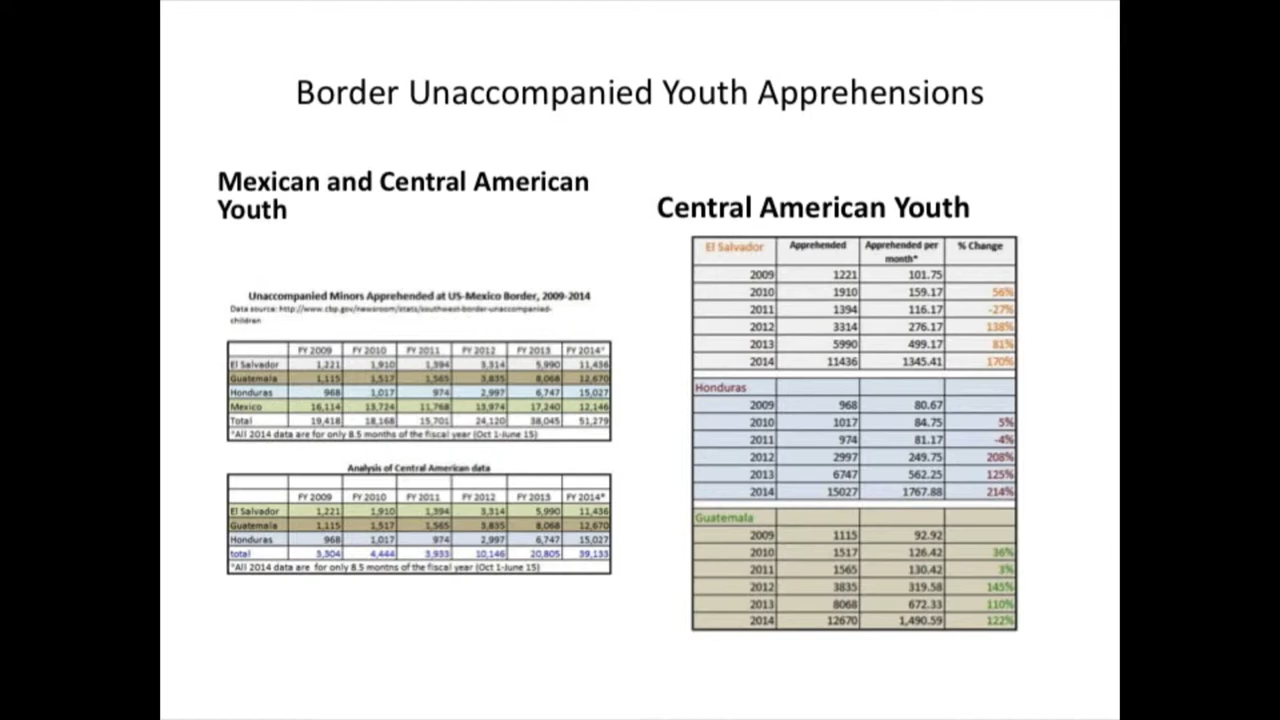 Border Unaccompanied Youth Apprehensions
Mexican and Central American
Youth
Unaccompanied Minors Apprehended at US-Mexico Border, 2009-2014
Data source: http://www.cbp.gov/newsroom/stats/southwest-border-unaccompanied-
children
FY 2009 FY 2010 FY 2011 FY 2012 FY 2013 FY 2014*
El Salvador 1,221 1,910 1,394 3,314 5,990 11,436
Guatemala 1,115 1,517 1,565 3,835 8,068 12,670
Honduras 968 1,017 974 2,997 6,747 15,027
Mexico 16,114 13,724 11,768 13,974 17,240 12,146
Total 19,418 18,168 15,701 24,120 38,045 51,279
*All 2014 data are for only 8.5 months of the fiscal year (Oct 1-June 15)
Analysis of Central American data
FY 2009 FY 2010 FY 2011 FY 2012 FY 2013 FY 2014*
El Salvador 1,221 1,910 1,394 3,314 5,990 11,436
Guatemala 1,115 1,517 1,565 3,835 8,068 12,670
Honduras 968 1,017 974 2,997 6,747 15,027
total 3,304 4,444 3,933 10,146 20,805 39,133
*All 2014 data are for only 8.5 months of the fiscal year (Oct 1-June 15)
Central American Youth
El Salvador Apprehended Apprehended per % Change
month*
2009 1221 101.75
2010 1910 159.17 56%
2011 1394 116.17 -27%
2012 3314 276.17 138%
2013 5990 499.17 81%
2014 11436 1345.41 170%
Honduras
2009 968 80.67
2010 1017 84.75 5%
2011 974 81.17 -4%
2012 2997 249.75 208%
2013 6747 562.25 125%
2014 15027 1767.88 214%
Guatemala
2009 1115 92.92
2010 1517 126.42 36%
2011 1565 130.42 3%
2012 3835 319.58 145%
2013 8068 672.33 110%
2014 12670 1,490.59 122%